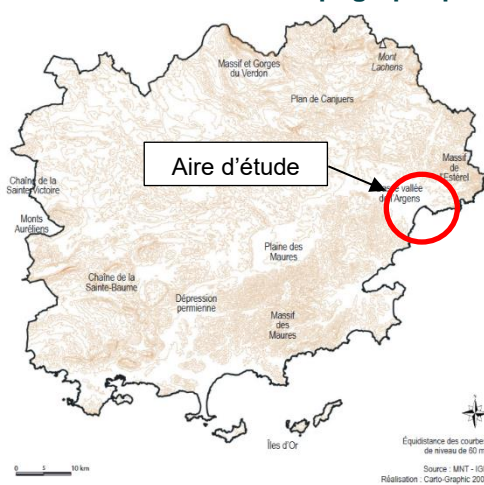 Massif et Gorges
du Verdon
Mont
Lachens
Plan de Canjuers
Aire d'étude
Massif
de
l'Estérel
vallée
Argens
Chaîne de la
Sainte Victoire
Monts
Auréliens
Plaine des
Maures
Chaîne de la
Sainte-Baume
Dépression
permienne
Massif
des
Maures
Îles d'Or
Équidistance des courbes
de niveau de 60 m
0 5 10 km
Source : MNT - IG
Réalisation : Carto-Graphic 200